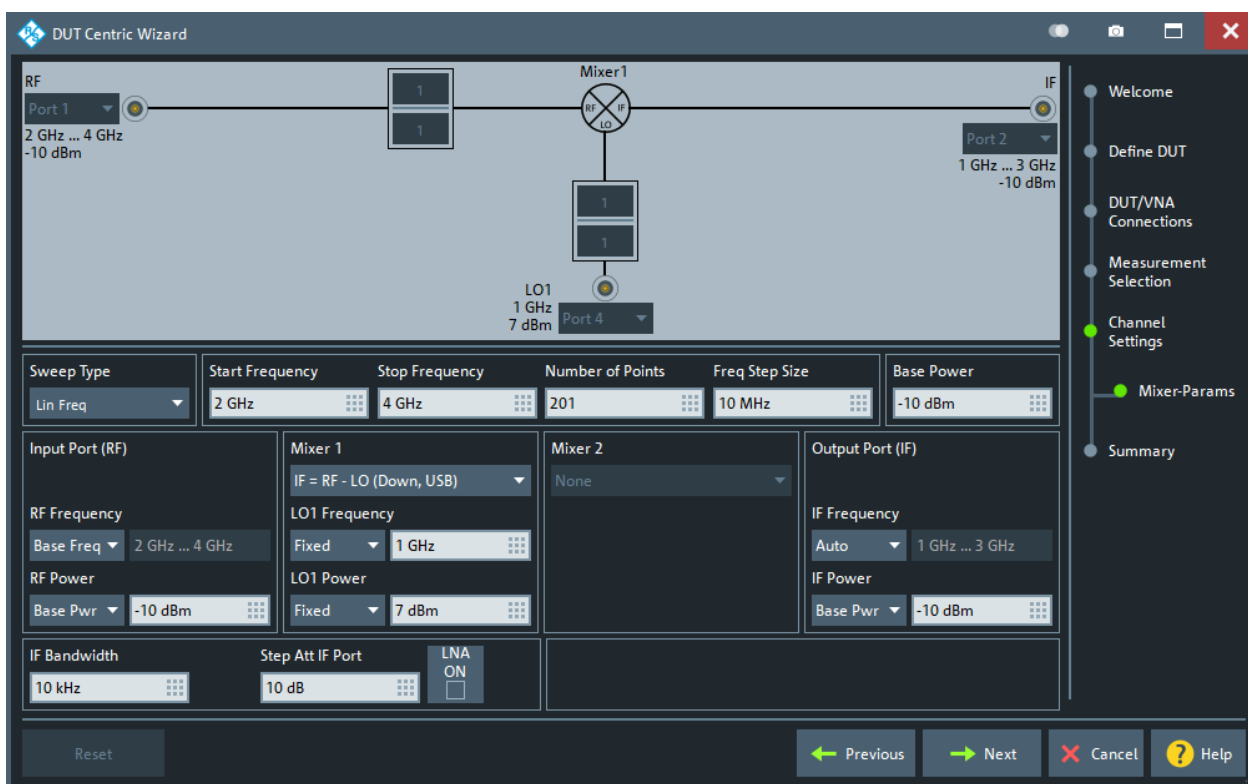 DUT Centric Wizard
RF
Port 1
2 GHz ... 4 GHz
-10 dBm
1
1
Mixer1
RF IF
LO
IF
Port 2
1 GHz ... 3 GHz
-10 dBm
1
1
LO1
1 GHz
7 dBm
Port 4
Welcome
Define DUT
DUT/VNA
Connections
Measurement
Selection
Channel
Settings
Mixer-Params
Summary
Sweep Type
Lin Freq
Start Frequency
2 GHz
Stop Frequency
4 GHz
Number of Points
201
Freq Step Size
10 MHz
Base Power
-10 dBm
Input Port (RF)
RF Frequency
Base Freq
2 GHz ... 4 GHz
RF Power
Base Pwr
-10 dBm
Mixer 1
IF = RF - LO (Down, USB)
LO1 Frequency
Fixed
1 GHz
LO1 Power
Fixed
7 dBm
Mixer 2
None
Output Port (IF)
IF Frequency
Auto
1 GHz ... 3 GHz
IF Power
Base Pwr
-10 dBm
IF Bandwidth
10 kHz
Step Att IF Port
10 dB
LNA
ON
Reset
Previous
Next
Cancel
? Help